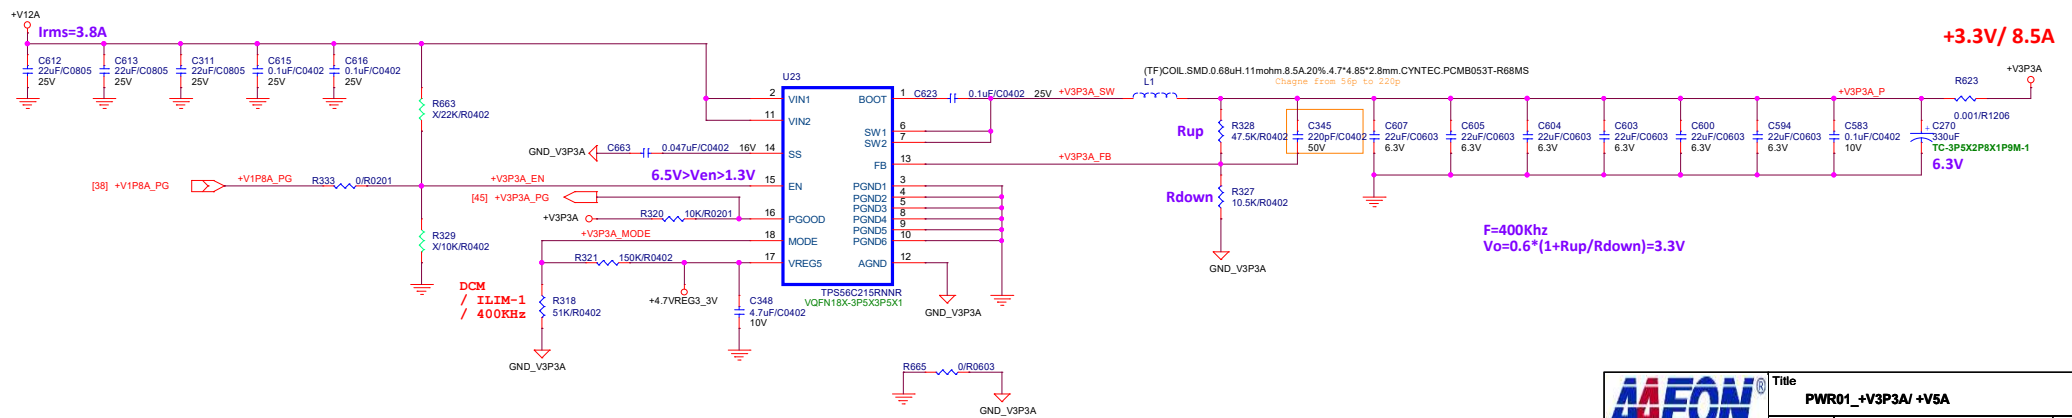 +V12A
Irms=3.8A
+3.3V/ 8.5A
C612
22uF/C0805
25V
C613
22uF/C0805
25V
C311
22uF/C0805
25V
C615
0.1uF/C0402
25V
C616
0.1uF/C0402
25V
R663
X/22K/R0402
U23
2 VIN1
11 VIN2
14 SS
15 EN
16 PGOOD
18 MODE
17 VREG5
BOOT 1
SW1 6
SW2 7
FB 13
PGND1 3
PGND2 4
PGND3 5
PGND4 8
PGND5 9
PGND6 10
AGND 12
TPS56C215RNNR
VQFN18X-3P5X3P5X1
C623 0.1uF/C0402 25V +V3P3A_SW
(TF)COIL.SMD.0.68uH.11mohm.8.5A.20%.4.7*4.85*2.8mm.CYNTEC.PCMB053T-R68MS
L1
Chagne from 56p to 220p
GND_V3P3A C663 0.047uF/C0402 16V
[38] +V1P8A_PG
+V1P8A_PG
R333 0/R0201
+V3P3A_EN
6.5V>Ven>1.3V
[45] +V3P3A_PG
+V3P3A R320 10K/R0201
+V3P3A_MODE
R329
X/10K/R0402
R321 150K/R0402
DCM
/ ILIM-1
/ 400KHz
R318
51K/R0402
+4.7VREG3_3V
C348
4.7uF/C0402
10V
GND_V3P3A
GND_V3P3A
R665 0/R0603
GND_V3P3A
Rup
R328
47.5K/R0402
C345
220pF/C0402
50V
+V3P3A_FB
Rdown
R327
10.5K/R0402
GND_V3P3A
C607
22uF/C0603
6.3V
C605
22uF/C0603
6.3V
C604
22uF/C0603
6.3V
C603
22uF/C0603
6.3V
C600
22uF/C0603
6.3V
C594
22uF/C0603
6.3V
C583
0.1uF/C0402
10V
+V3P3A_P
C270
330uF
TC-3P5X2P8X1P9M-1
6.3V
+
R623
0.001/R1206
+V3P3A
F=400Khz
Vo=0.6*(1+Rup/Rdown)=3.3V
AAEON®
Title
PWR01_+V3P3A/ +V5A